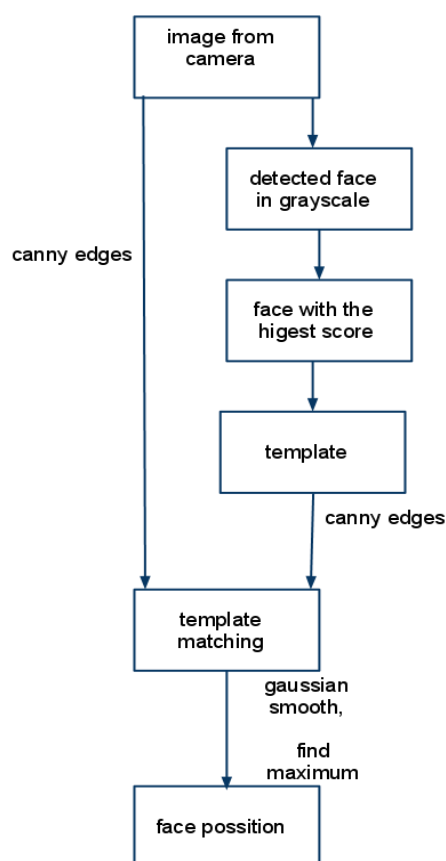 image from
camera
detected face
in grayscale
canny edges
face with the
higest score
template
canny edges
template
matching
gaussian
smooth,
find
maximum
face possition